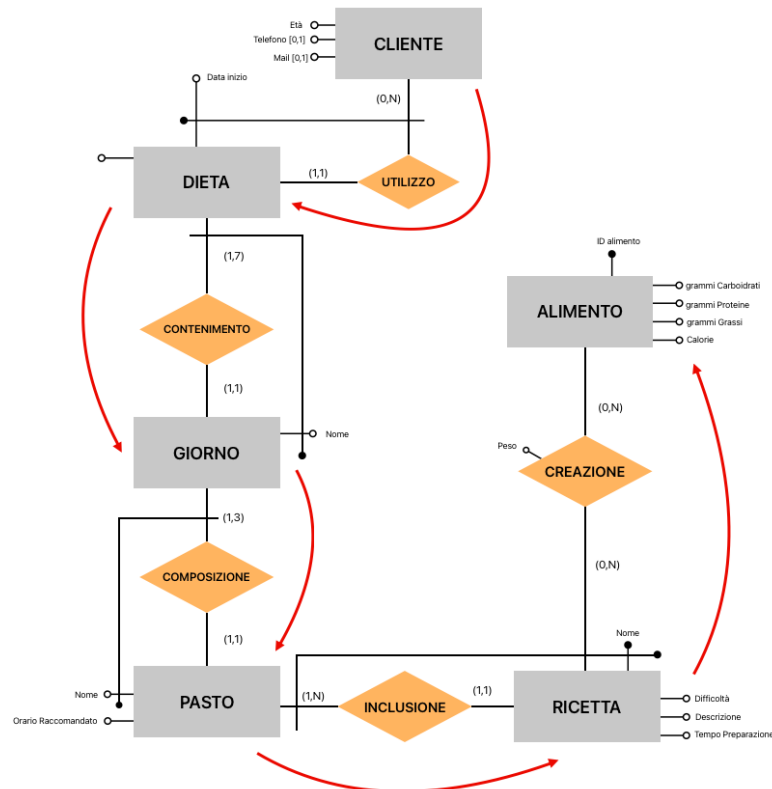 Età
Telefono [0,1]
Mail [0,1]
CLIENTE
Data inizio
(0,N)
DIETA
(1,1)
UTILIZZO
(1,7)
ID alimento
ALIMENTO
grammi Carboidrati
grammi Proteine
grammi Grassi
Calorie
CONTENIMENTO
(1,1)
(0,N)
GIORNO
Nome
Peso
CREAZIONE
(1,3)
COMPOSIZIONE
(0,N)
(1,1)
Nome
Nome
Orario Raccomandato
PASTO
(1,N)
INCLUSIONE
(1,1)
RICETTA
Difficoltà
Descrizione
Tempo Preparazione